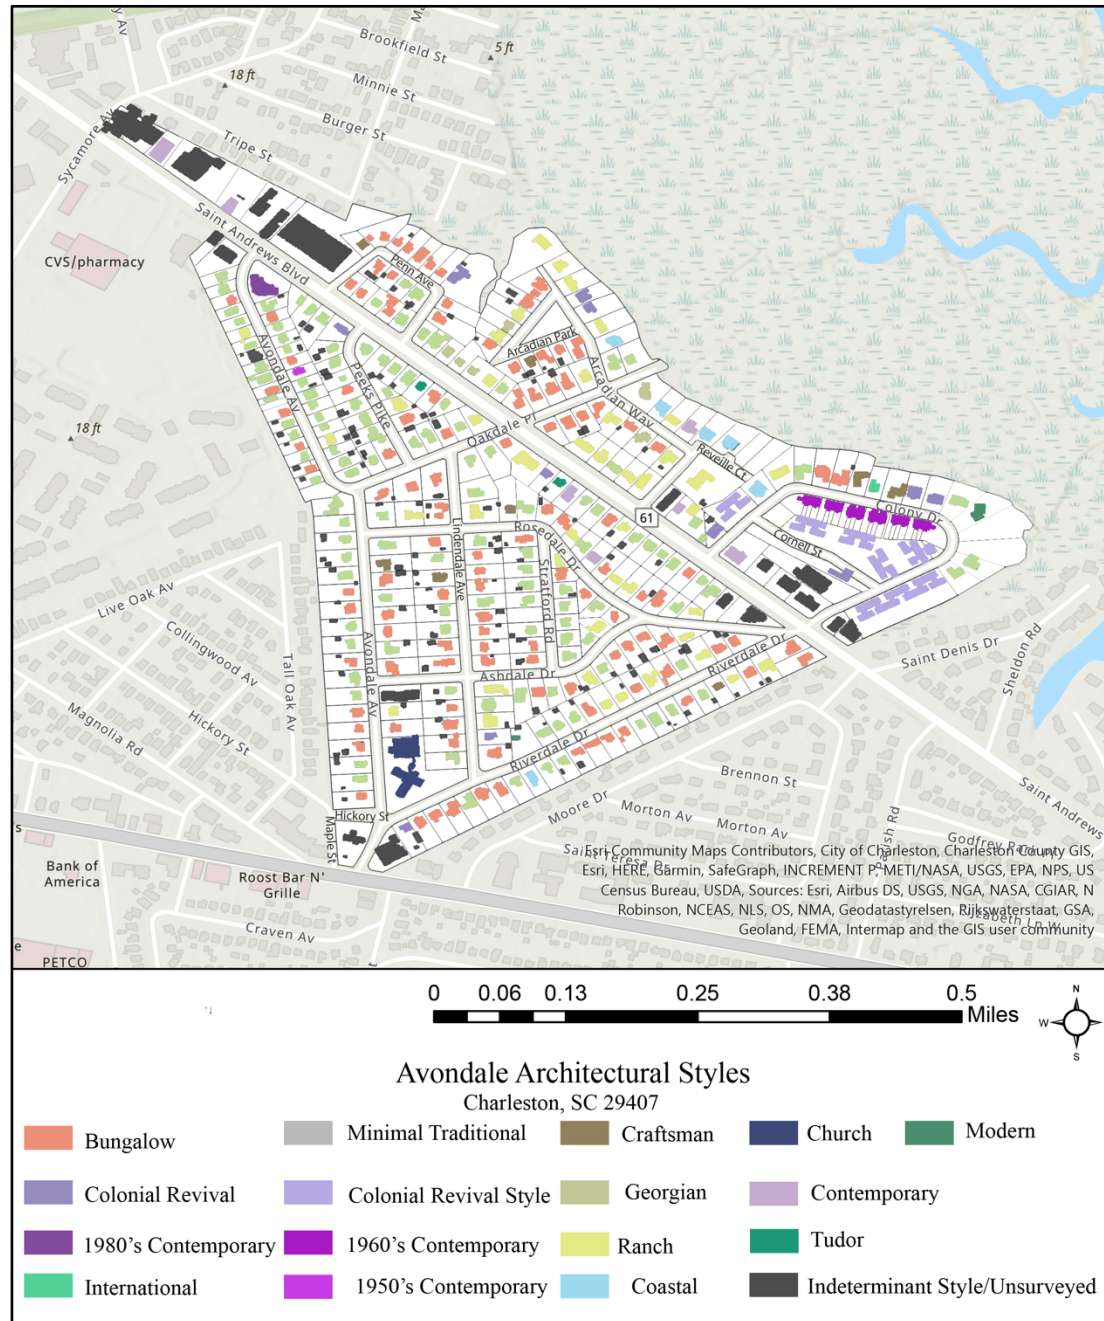 Brookfield St
5 ft
18 ft
Minnie St
Burger St
Tripe St
Sycamore Av
Saint Andrews Blvd
CVS/pharmacy
Penn Ave
Arcadian Park
Avondale Av
Peeks Pike
Arcadian Way
18 ft
Oakdale Pl
Reveille Ct
Colony Dr
61
Lindendale Ave
Rosedale Dr
Cornell St
Stratford Rd
Live Oak Av
Collingwood Av
Tall Oak Av
Avondale Av
Ashdale Dr
Riverdale Dr
Saint Denis Dr
Sheldon Rd
Magnolia Rd
Hickory St
Riverdale Dr
Brennon St
Moore Dr
Morton Av
Morton Av
Saint Andrews
Hickory St
Maple St
Saint Teresa Dr
Godfrey Park
s
Bank of
America
Roost Bar N'
Grille
Craven Av
e
PETCO
Esri Community Maps Contributors, City of Charleston, Charleston County GIS,
Esri, HERE, Garmin, SafeGraph, INCREMENT P, METI/NASA, USGS, EPA, NPS, US
Census Bureau, USDA, Sources: Esri, Airbus DS, USGS, NGA, NASA, CGIAR, N
Robinson, NCEAS, NLS, OS, NMA, Geodatastyrelsen, Rijkswaterstaat, GSA,
Geoland, FEMA, Intermap and the GIS user community
0 0.06 0.13 0.25 0.38 0.5
Miles
N
W
S
Avondale Architectural Styles
Charleston, SC 29407
Bungalow Minimal Traditional Craftsman Church Modern
Colonial Revival Colonial Revival Style Georgian Contemporary
1980's Contemporary 1960's Contemporary Ranch Tudor
International 1950's Contemporary Coastal Indeterminant Style/Unsurveyed